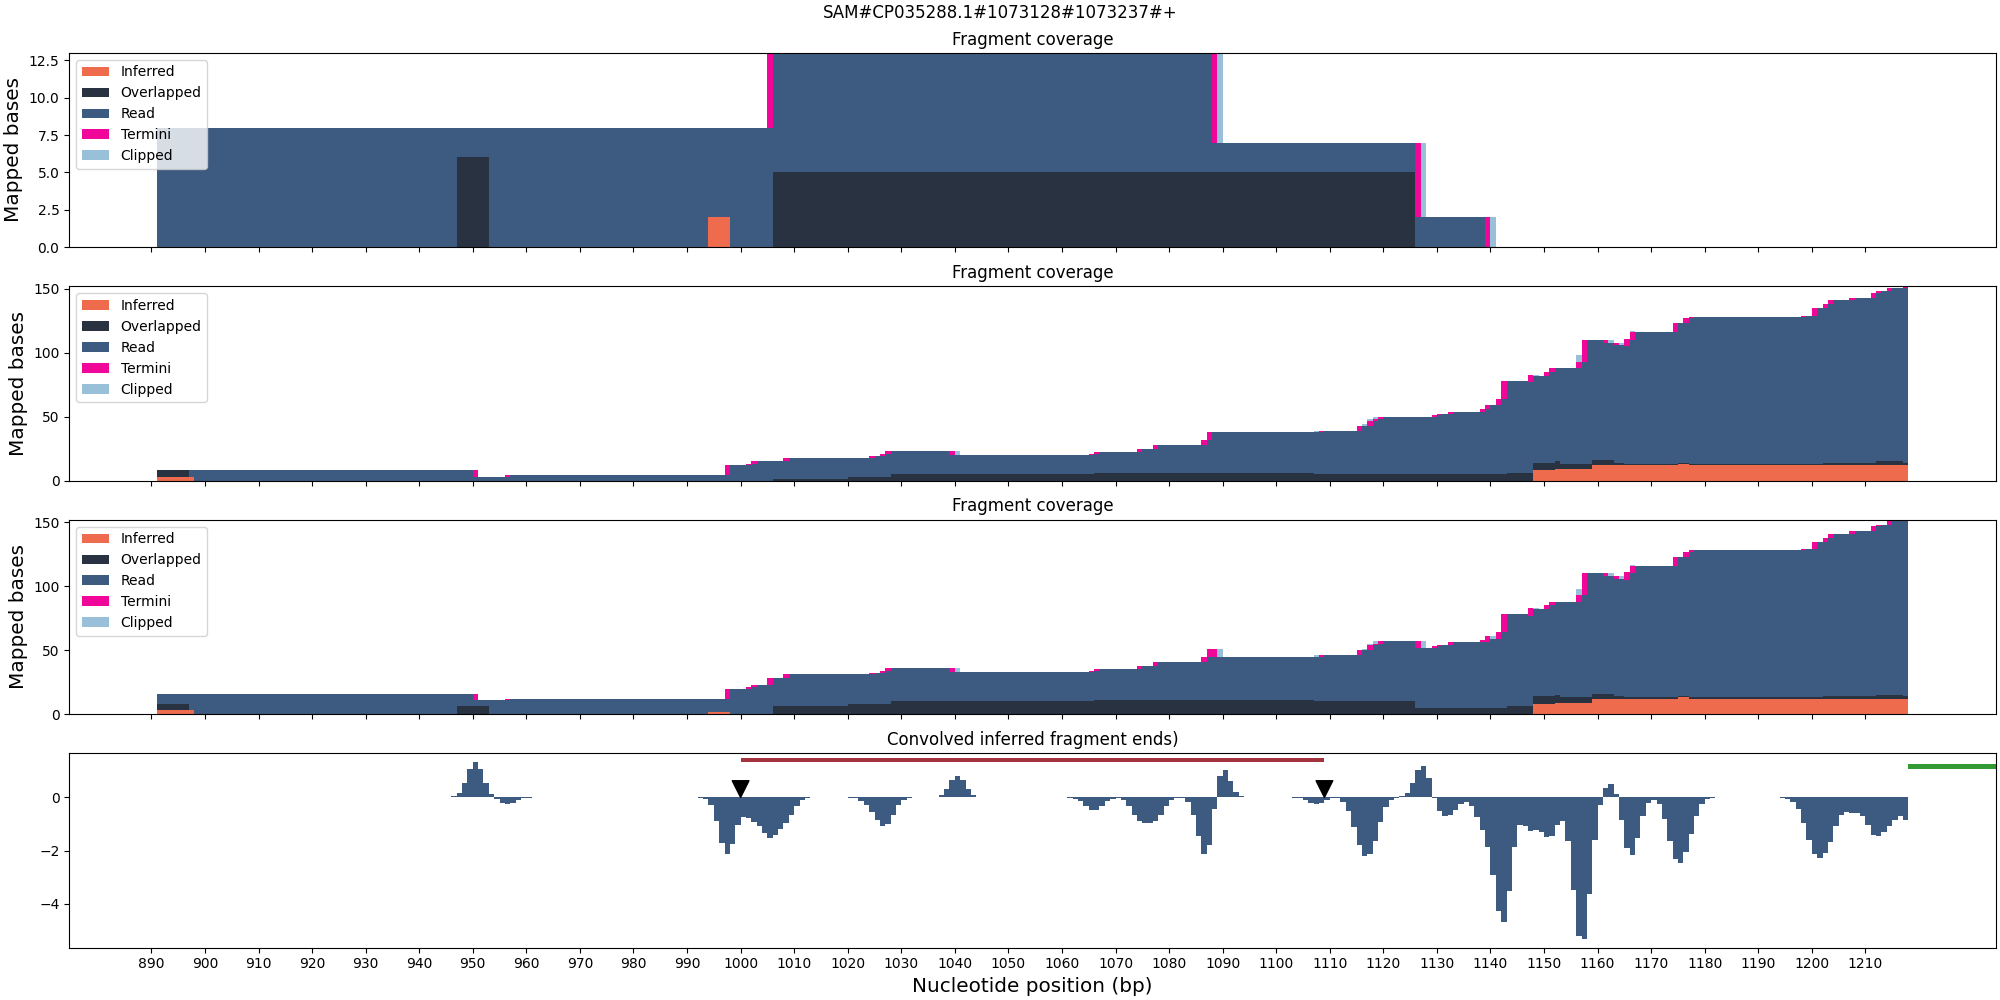 SAM#CP035288.1#1073128#1073237#+
Fragment coverage
Mapped bases
12.5
10.0
7.5
5.0
2.5
0.0
Inferred
Overlapped
Read
Termini
Clipped
Fragment coverage
Mapped bases
150
100
50
0
Inferred
Overlapped
Read
Termini
Clipped
Fragment coverage
Mapped bases
150
100
50
0
Inferred
Overlapped
Read
Termini
Clipped
Convolved inferred fragment ends)
0
−2
−4
890 900 910 920 930 940 950 960 970 980 990 1000 1010 1020 1030 1040 1050 1060 1070 1080 1090 1100 1110 1120 1130 1140 1150 1160 1170 1180 1190 1200 1210
Nucleotide position (bp)